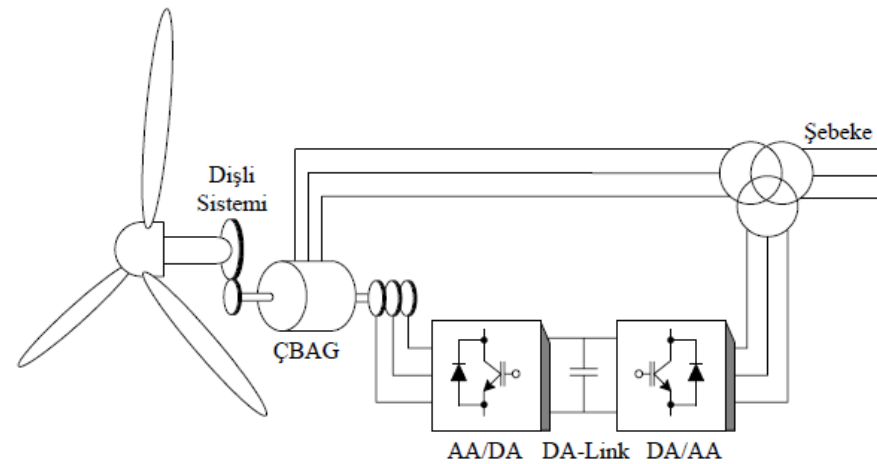 Şebeke
Dişli
Sistemi
ÇBAG
AA/DA
DA-Link
DA/AA